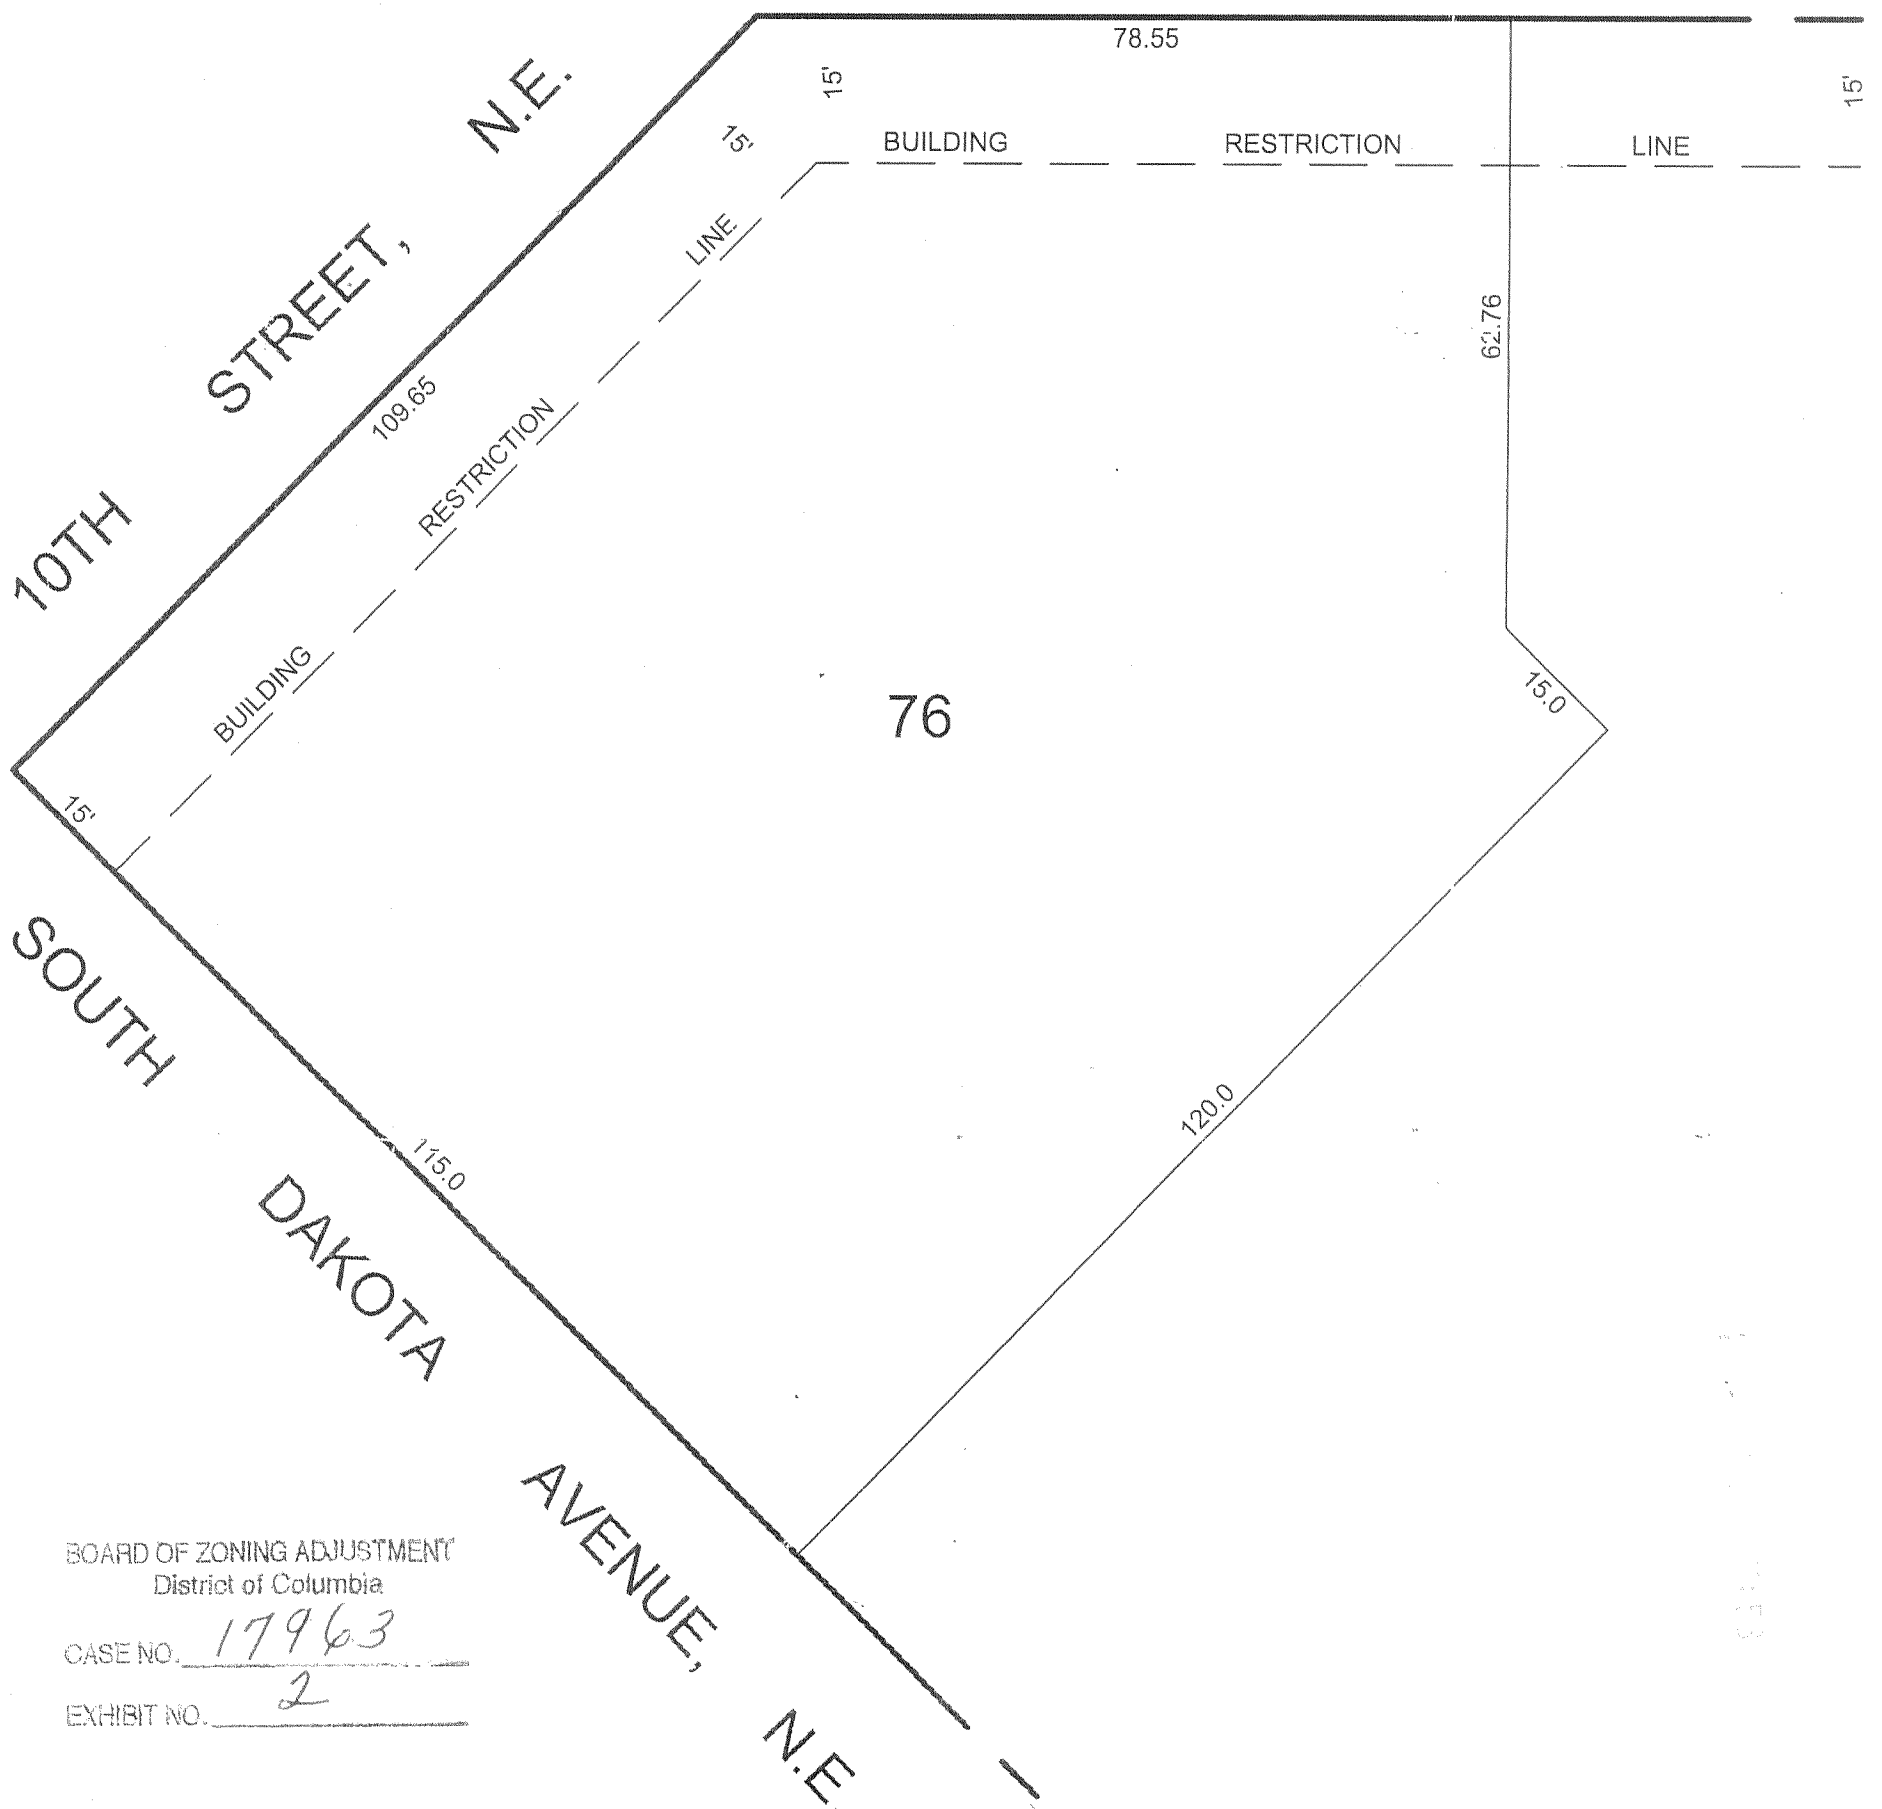 78.55
15'
15'
15'
BUILDING RESTRICTION LINE
10TH STREET, N.E.
109.65
BUILDING RESTRICTION LINE
62.76
15.0
76
15'
115.0
120.0
SOUTH DAKOTA AVENUE, N.E
BOARD OF ZONING ADJUSTMENT
District of Columbia
CASE NO. 17963
EXHIBIT NO. 2